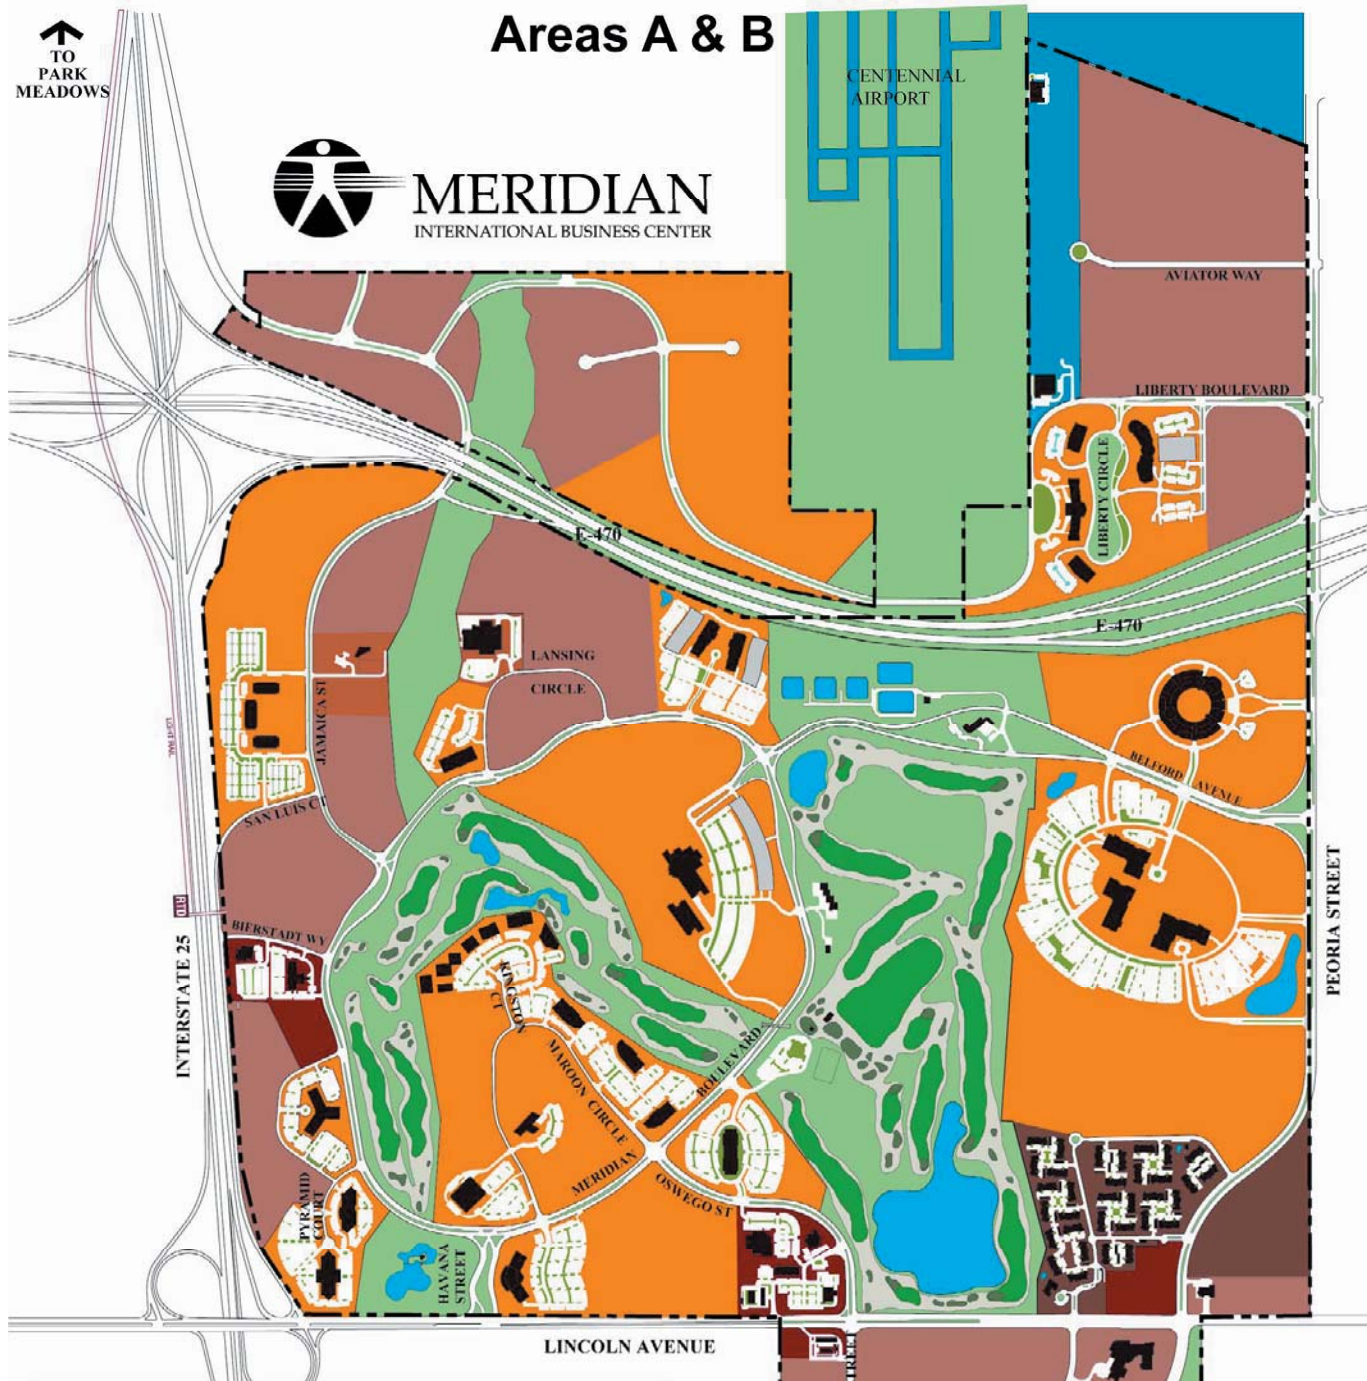 Areas A & B
TO
PARK
MEADOWS
CENTENNIAL
AIRPORT
MERIDIAN
INTERNATIONAL BUSINESS CENTER
AVIATOR WAY
LIBERTY BOULEVARD
LIBERTY CIRCLE
E-470
E-470
LANSING
CIRCLE
JAMAICA ST
LIGHT RAIL
BELFORD
AVENUE
SAN LUIS CT
RTD
BIERSTADT WY
INTERSTATE 25
PEORIA STREET
KINGSTON
CT
MAROON CIRCLE
MERIDIAN
BOULEVARD
OSWEGO ST
PYRAMID
COURT
HAVANA
STREET
LINCOLN AVENUE